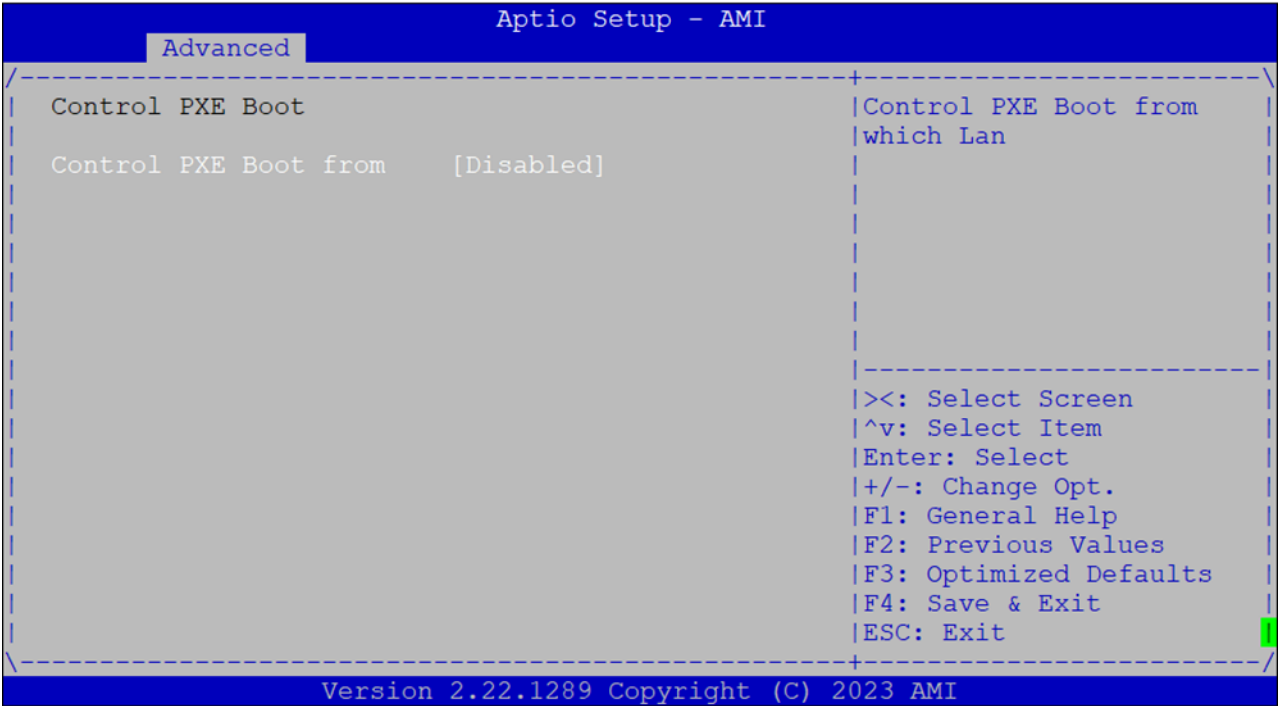 Aptio Setup - AMI
Advanced
/----------------------------------------------------+-------------------------\
| Control PXE Boot |Control PXE Boot from |
| |which Lan |
| Control PXE Boot from [Disabled] | |
| | |
| | |
| | |
| | |
| | |
| | |
| |-------------------------|
| |><: Select Screen |
| |^v: Select Item |
| |Enter: Select |
| |+/-: Change Opt. |
| |F1: General Help |
| |F2: Previous Values |
| |F3: Optimized Defaults |
| |F4: Save & Exit |
| |ESC: Exit |
\----------------------------------------------------+-------------------------/
Version 2.22.1289 Copyright (C) 2023 AMI